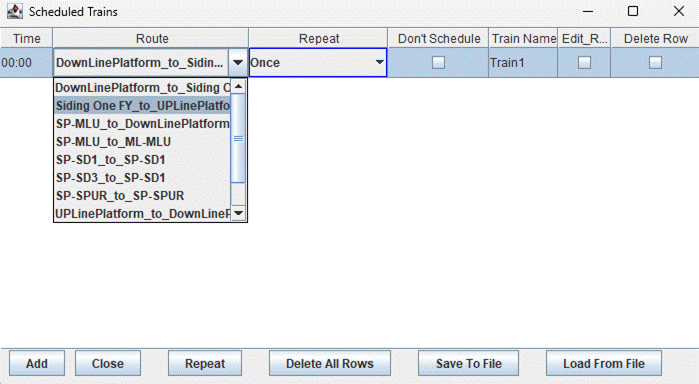 Scheduled Trains
Time Route Repeat Don't Schedule Train Name Edit_R... Delete Row
00:00 DownLinePlatform_to_Sidin... Once Train1
DownLinePlatform_to_Siding O
Siding One FY_to_UPLinePlatfo
SP-MLU_to_DownLinePlatform
SP-MLU_to_ML-MLU
SP-SD1_to_SP-SD1
SP-SD3_to_SP-SD1
SP-SPUR_to_SP-SPUR
UPLinePlatform_to_DownLineP
Add Close Repeat Delete All Rows Save To File Load From File